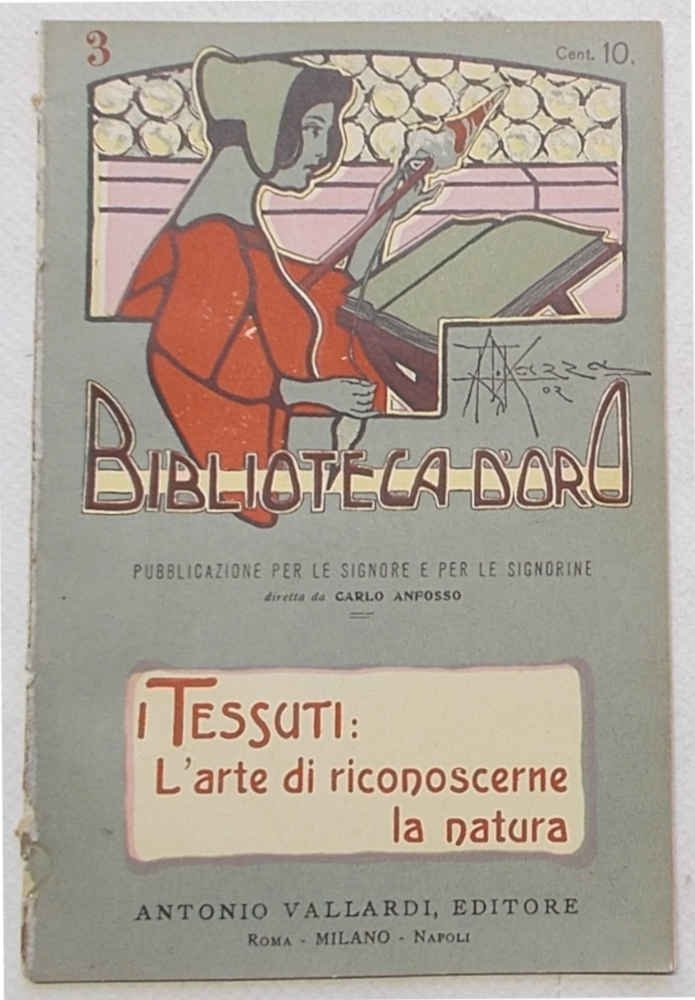 3
Cent. 10.
02
BIBLIOTECA D'ORO
PUBBLICAZIONE PER LE SIGNORE E PER LE SIGNORINE
diretta da CARLO ANFOSSO
I TESSUTI:
L'arte di riconoscerne
la natura
ANTONIO VALLARDI, EDITORE
ROMA - MILANO - NAPOLI